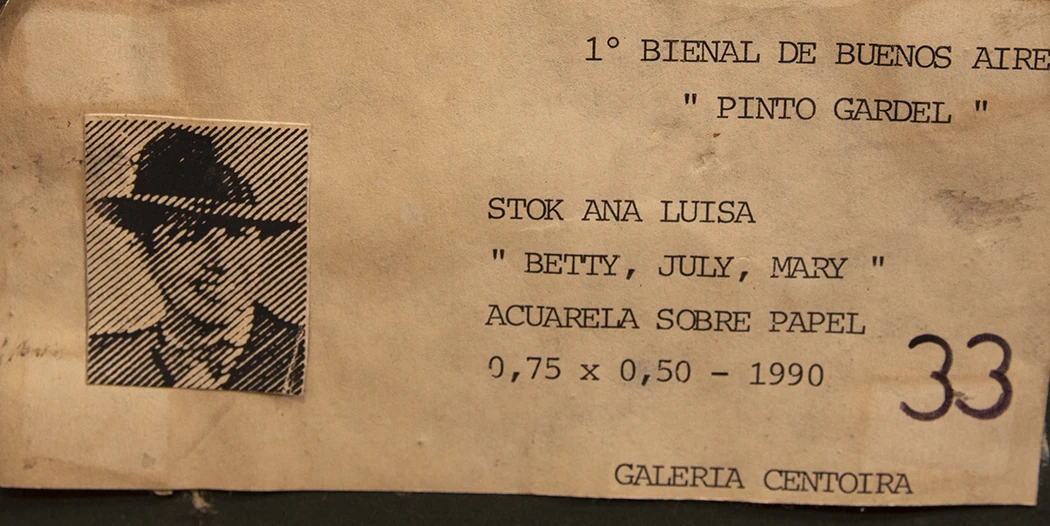 1° BIENAL DE BUENOS AIRE
" PINTO GARDEL "
STOK ANA LUISA
" BETTY, JULY, MARY "
ACUARELA SOBRE PAPEL
0,75 x 0,50 - 1990
33
GALERIA CENTOIRA